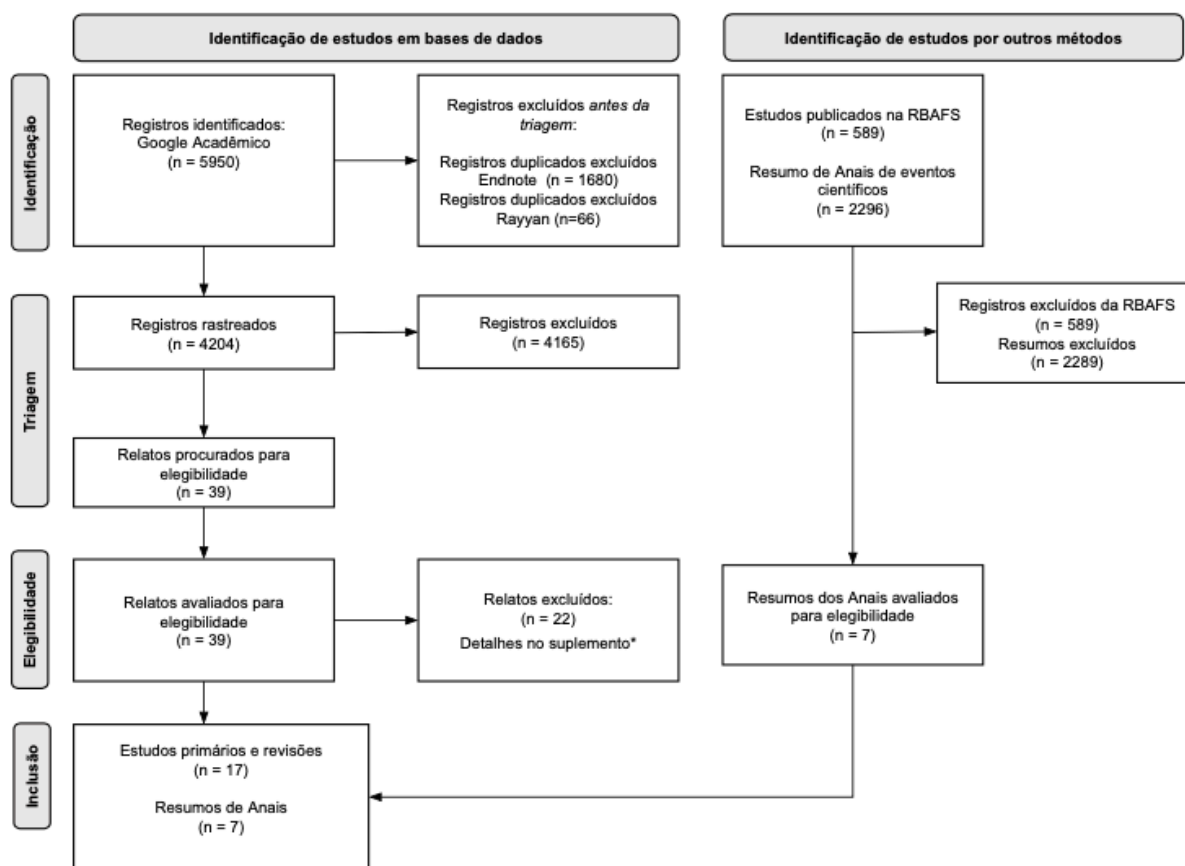 Identificação de estudos em bases de dados
Identificação de estudos por outros métodos
Identificação
Registros identificados:
Google Acadêmico
(n = 5950)
Registros excluídos antes da
triagem:
Registros duplicados excluídos
Endnote (n = 1680)
Registros duplicados excluídos
Rayyan (n=66)
Estudos publicados na RBAFS
(n = 589)
Resumo de Anais de eventos
científicos
(n = 2296)
Triagem
Registros rastreados
(n = 4204)
Registros excluídos
(n = 4165)
Registros excluídos da RBAFS
(n = 589)
Resumos excluídos
(n = 2289)
Relatos procurados para
elegibilidade
(n = 39)
Elegibilidade
Relatos avaliados para
elegibilidade
(n = 39)
Relatos excluídos:
(n = 22)
Detalhes no suplemento*
Resumos dos Anais avaliados
para elegibilidade
(n = 7)
Inclusão
Estudos primários e revisões
(n = 17)
Resumos de Anais
(n = 7)